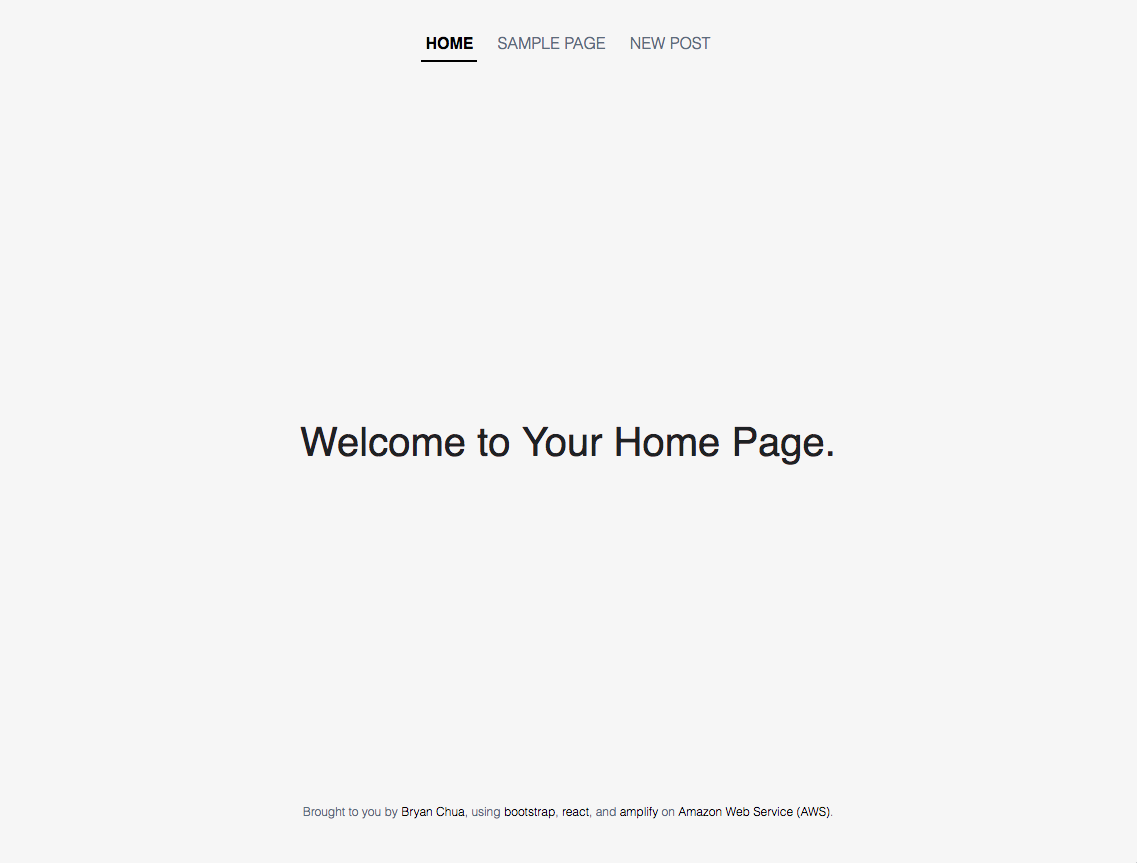 HOME SAMPLE PAGE NEW POST
Welcome to Your Home Page.
Brought to you by Bryan Chua, using bootstrap, react, and amplify on Amazon Web Service (AWS).